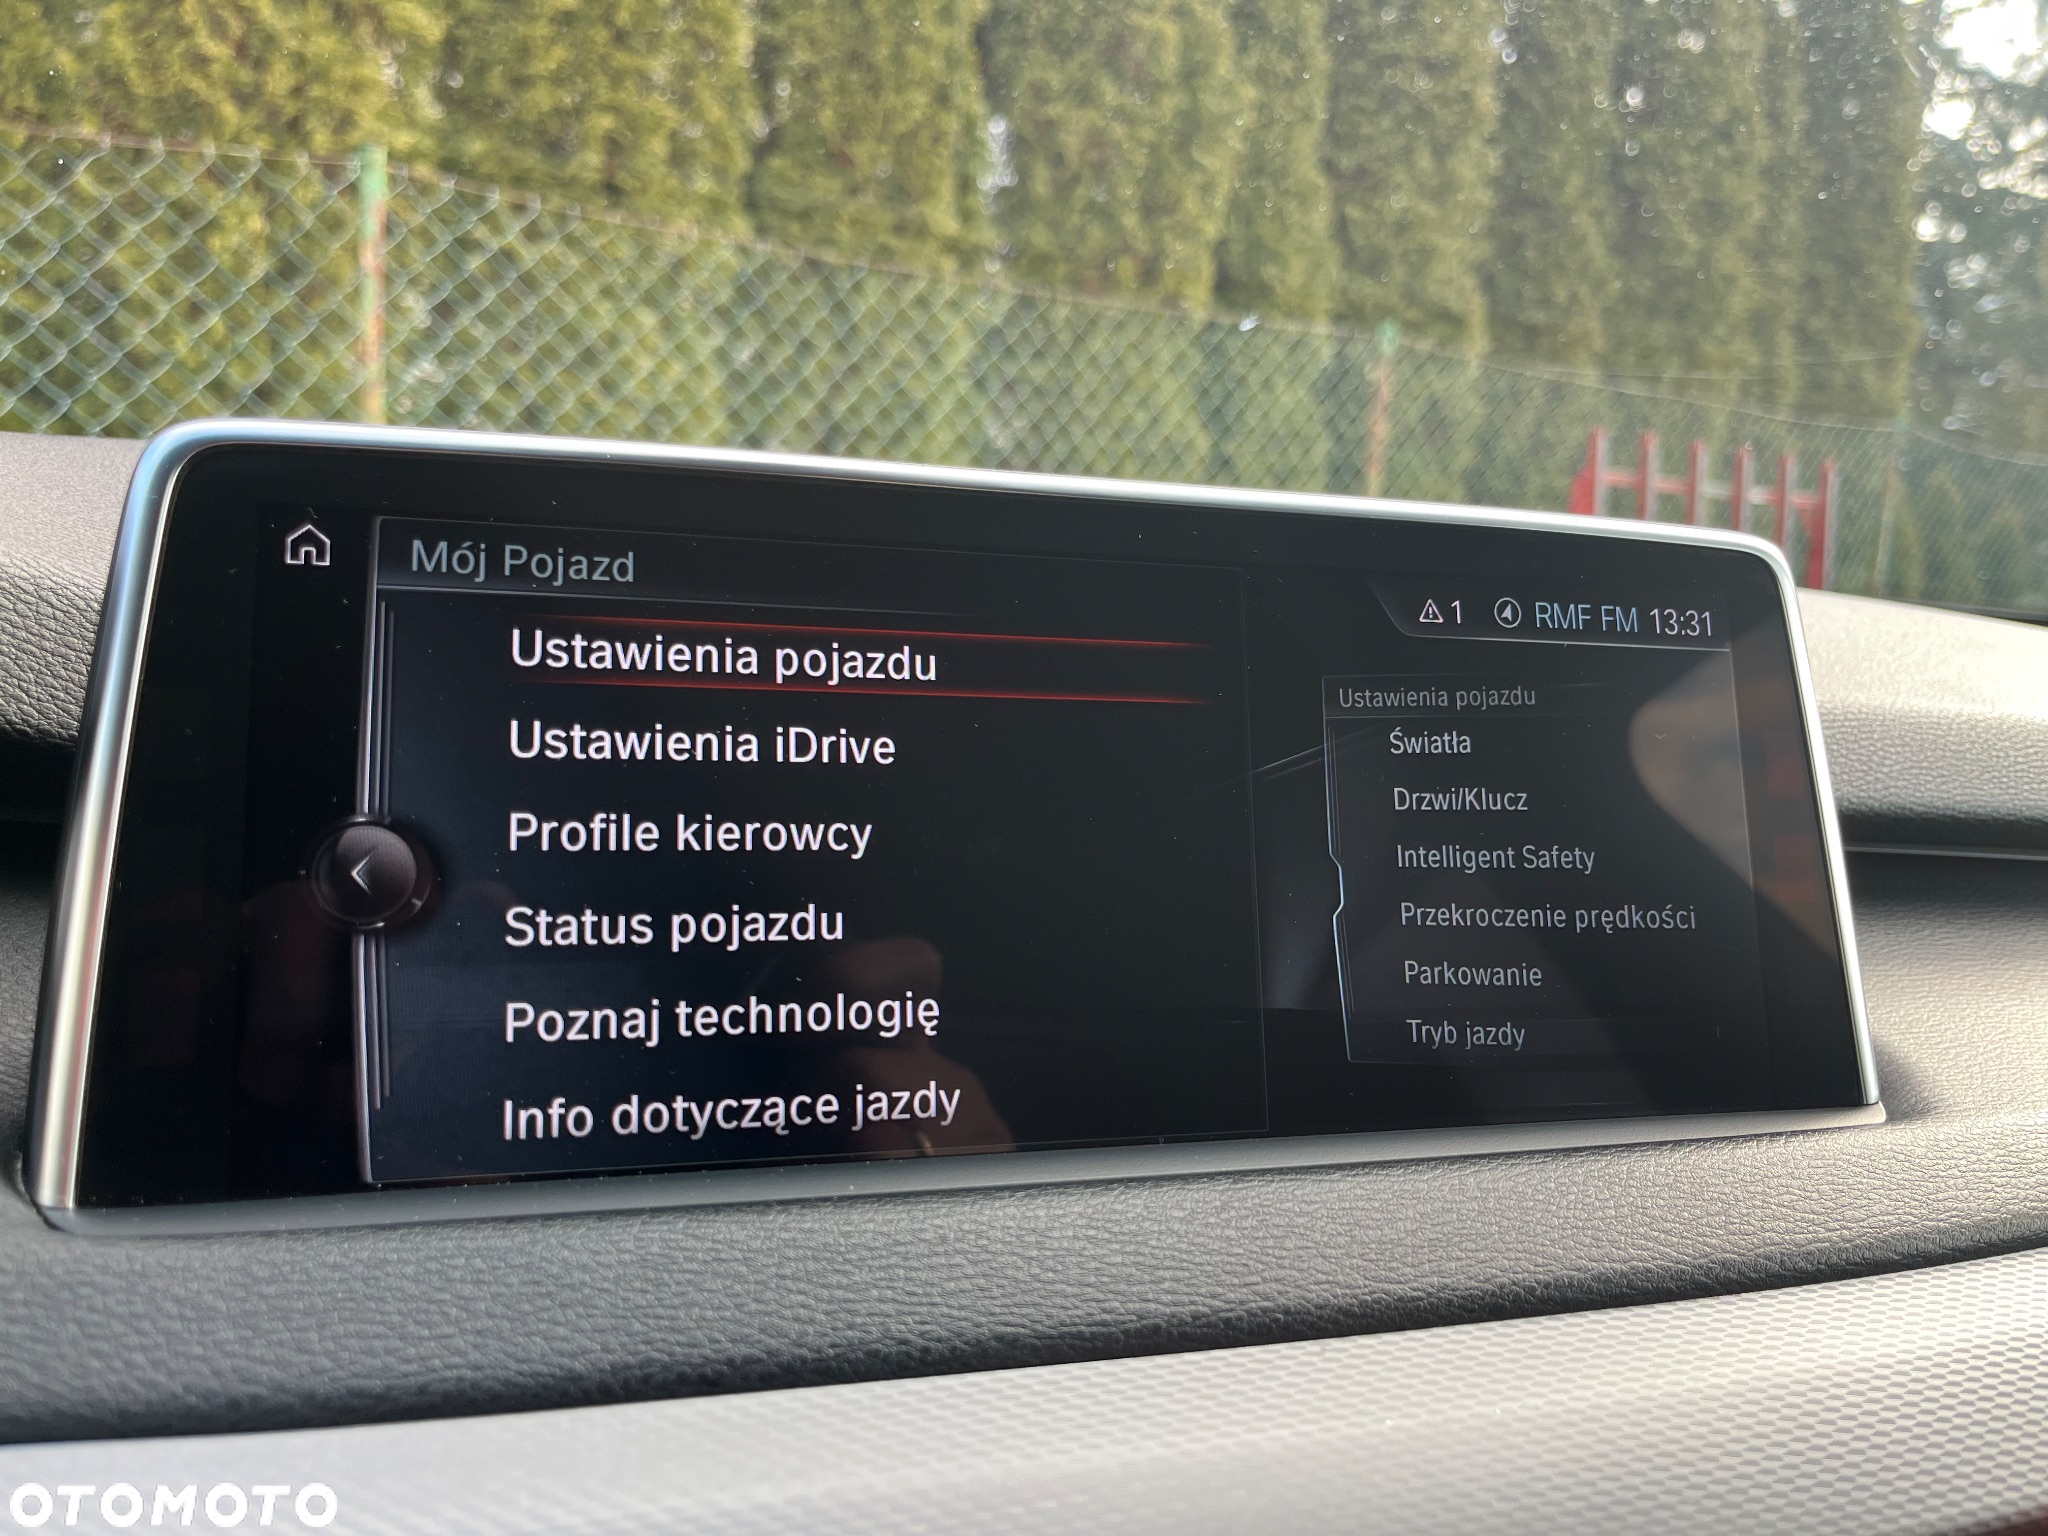 Mój Pojazd
Ustawienia pojazdu
Ustawienia iDrive
Profile kierowcy
Status pojazdu
Poznaj technologię
Info dotyczące jazdy
1 RMF FM 13:31
Ustawienia pojazdu
Światła
Drzwi/Klucz
Intelligent Safety
Przekroczenie prędkości
Parkowanie
Tryb jazdy
OTOMOTO